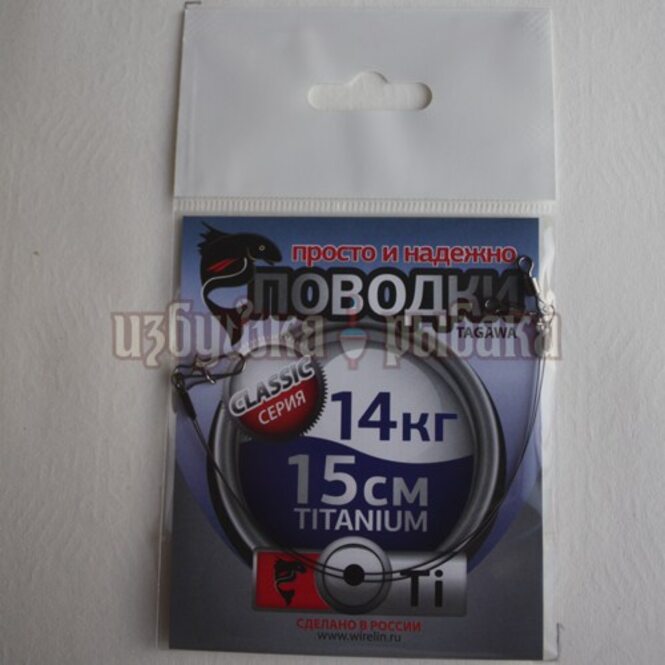 просто и надежно
ПОВОДКИ
TAGAWA
избушка рыбака
CLASSIC
СЕРИЯ
14кг
15см
TITANIUM
Ti
СДЕЛАНО В РОССИИ
www.wirelin.ru